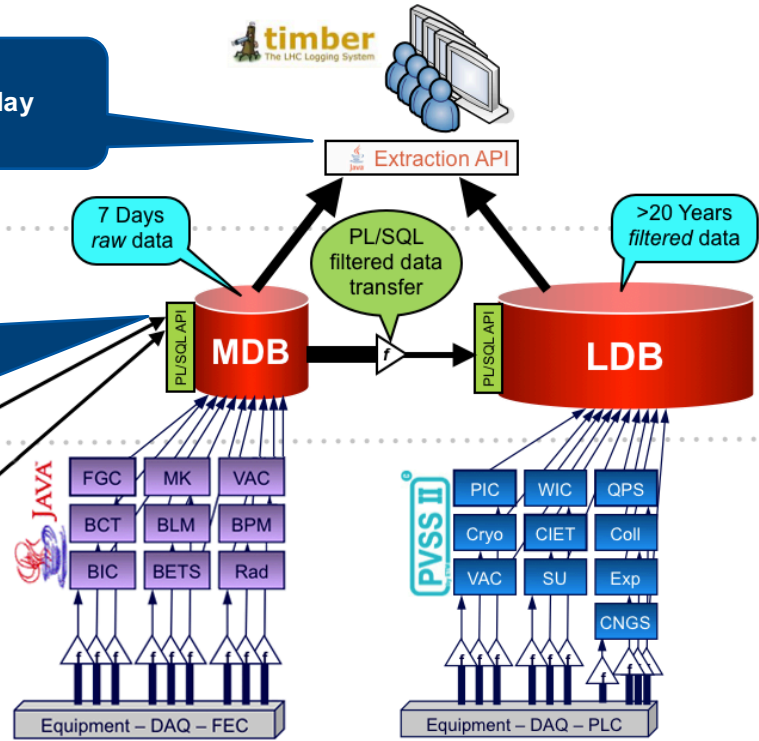 timber
The LHC Logging System
Extraction API
Java
7 Days
raw data
PL/SQL
filtered data
transfer
>20 Years
filtered data
PL/SQL API
MDB
f
PL/SQL API
LDB
JAVA
FGC MK VAC
BCT BLM BPM
BIC BETS Rad
f f f f f f f f f
Equipment – DAQ – FEC
PVSS II
PIC WIC QPS
Cryo CIET Coll
VAC SU Exp
CNGS
f f f f f f f
Equipment – DAQ – PLC